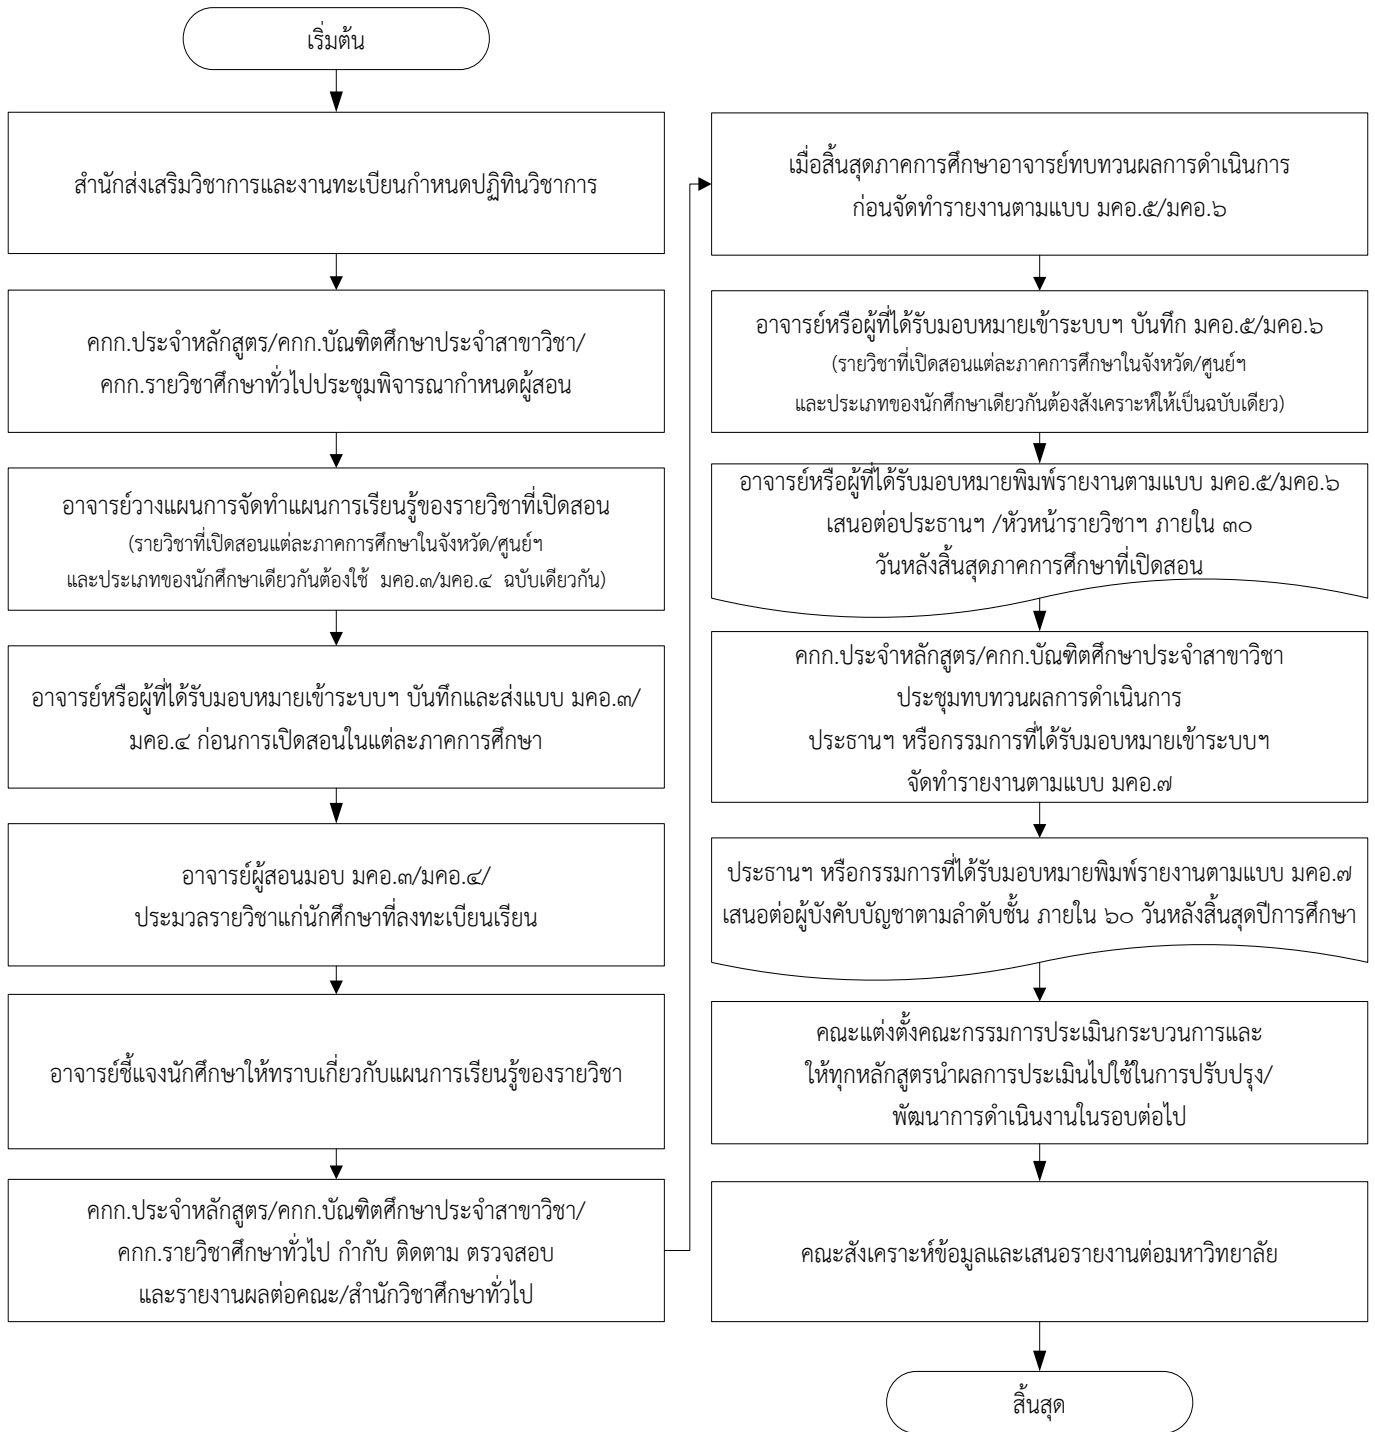 เริ่มต้น
สำนักส่งเสริมวิชาการและงานทะเบียนกำหนดปฏิทินวิชาการ
คกก.ประจำหลักสูตร/คกก.บัณฑิตศึกษาประจำสาขาวิชา/
คกก.รายวิชาศึกษาทั่วไปประชุมพิจารณากำหนดผู้สอน
อาจารย์วางแผนการจัดทำแผนการเรียนรู้ของรายวิชาที่เปิดสอน
(รายวิชาที่เปิดสอนแต่ละภาคการศึกษาในจังหวัด/ศูนย์ฯ
และประเภทของนักศึกษาเดียวกันต้องใช้ มคอ.๓/มคอ.๔ ฉบับเดียวกัน)
อาจารย์หรือผู้ที่ได้รับมอบหมายเข้าระบบฯ บันทึกและส่งแบบ มคอ.๓/
มคอ.๔ ก่อนการเปิดสอนในแต่ละภาคการศึกษา
อาจารย์ผู้สอนมอบ มคอ.๓/มคอ.๔/
ประมวลรายวิชาแก่นักศึกษาที่ลงทะเบียนเรียน
อาจารย์ชี้แจงนักศึกษาให้ทราบเกี่ยวกับแผนการเรียนรู้ของรายวิชา
คกก.ประจำหลักสูตร/คกก.บัณฑิตศึกษาประจำสาขาวิชา/
คกก.รายวิชาศึกษาทั่วไป กำกับ ติดตาม ตรวจสอบ
และรายงานผลต่อคณะ/สำนักวิชาศึกษาทั่วไป
เมื่อสิ้นสุดภาคการศึกษาอาจารย์ทบทวนผลการดำเนินการ
ก่อนจัดทำรายงานตามแบบ มคอ.๕/มคอ.๖
อาจารย์หรือผู้ที่ได้รับมอบหมายเข้าระบบฯ บันทึก มคอ.๕/มคอ.๖
(รายวิชาที่เปิดสอนแต่ละภาคการศึกษาในจังหวัด/ศูนย์ฯ
และประเภทของนักศึกษาเดียวกันต้องสังเคราะห์ให้เป็นฉบับเดียว)
อาจารย์หรือผู้ที่ได้รับมอบหมายพิมพ์รายงานตามแบบ มคอ.๕/มคอ.๖
เสนอต่อประธานฯ /หัวหน้ารายวิชาฯ ภายใน ๓๐
วันหลังสิ้นสุดภาคการศึกษาที่เปิดสอน
คกก.ประจำหลักสูตร/คกก.บัณฑิตศึกษาประจำสาขาวิชา
ประชุมทบทวนผลการดำเนินการ
ประธานฯ หรือกรรมการที่ได้รับมอบหมายเข้าระบบฯ
จัดทำรายงานตามแบบ มคอ.๗
ประธานฯ หรือกรรมการที่ได้รับมอบหมายพิมพ์รายงานตามแบบ มคอ.๗
เสนอต่อผู้บังคับบัญชาตามลำดับชั้น ภายใน ๖๐ วันหลังสิ้นสุดปีการศึกษา
คณะแต่งตั้งคณะกรรมการประเมินกระบวนการและ
ให้ทุกหลักสูตรนำผลการประเมินไปใช้ในการปรับปรุง/
พัฒนาการดำเนินงานในรอบต่อไป
คณะสังเคราะห์ข้อมูลและเสนอรายงานต่อมหาวิทยาลัย
สิ้นสุด